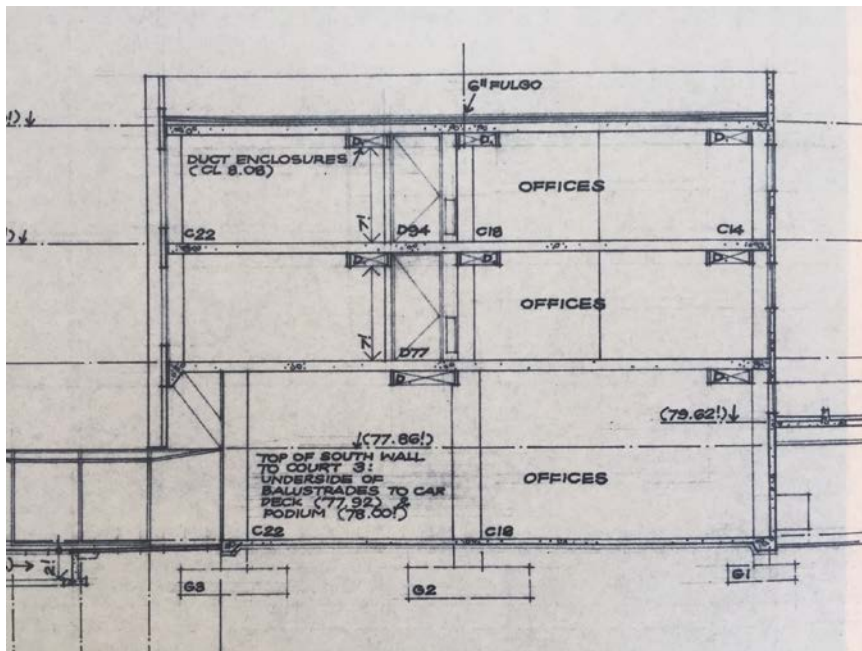 6" FULGO
D
D
D
DUCT ENCLOSURES
(CL 8.08)
OFFICES
7!
C22
D94
C18
C14
D
D
D
OFFICES
7!
D77
D
D
(79.62!)
(77.86!)
TOP OF SOUTH WALL
TO COURT 3:
UNDERSIDE OF
BALUSTRADES TO CAR
DECK (77.92) &
PODIUM (78.00!)
OFFICES
C22
C18
2!
G3
G2
G1